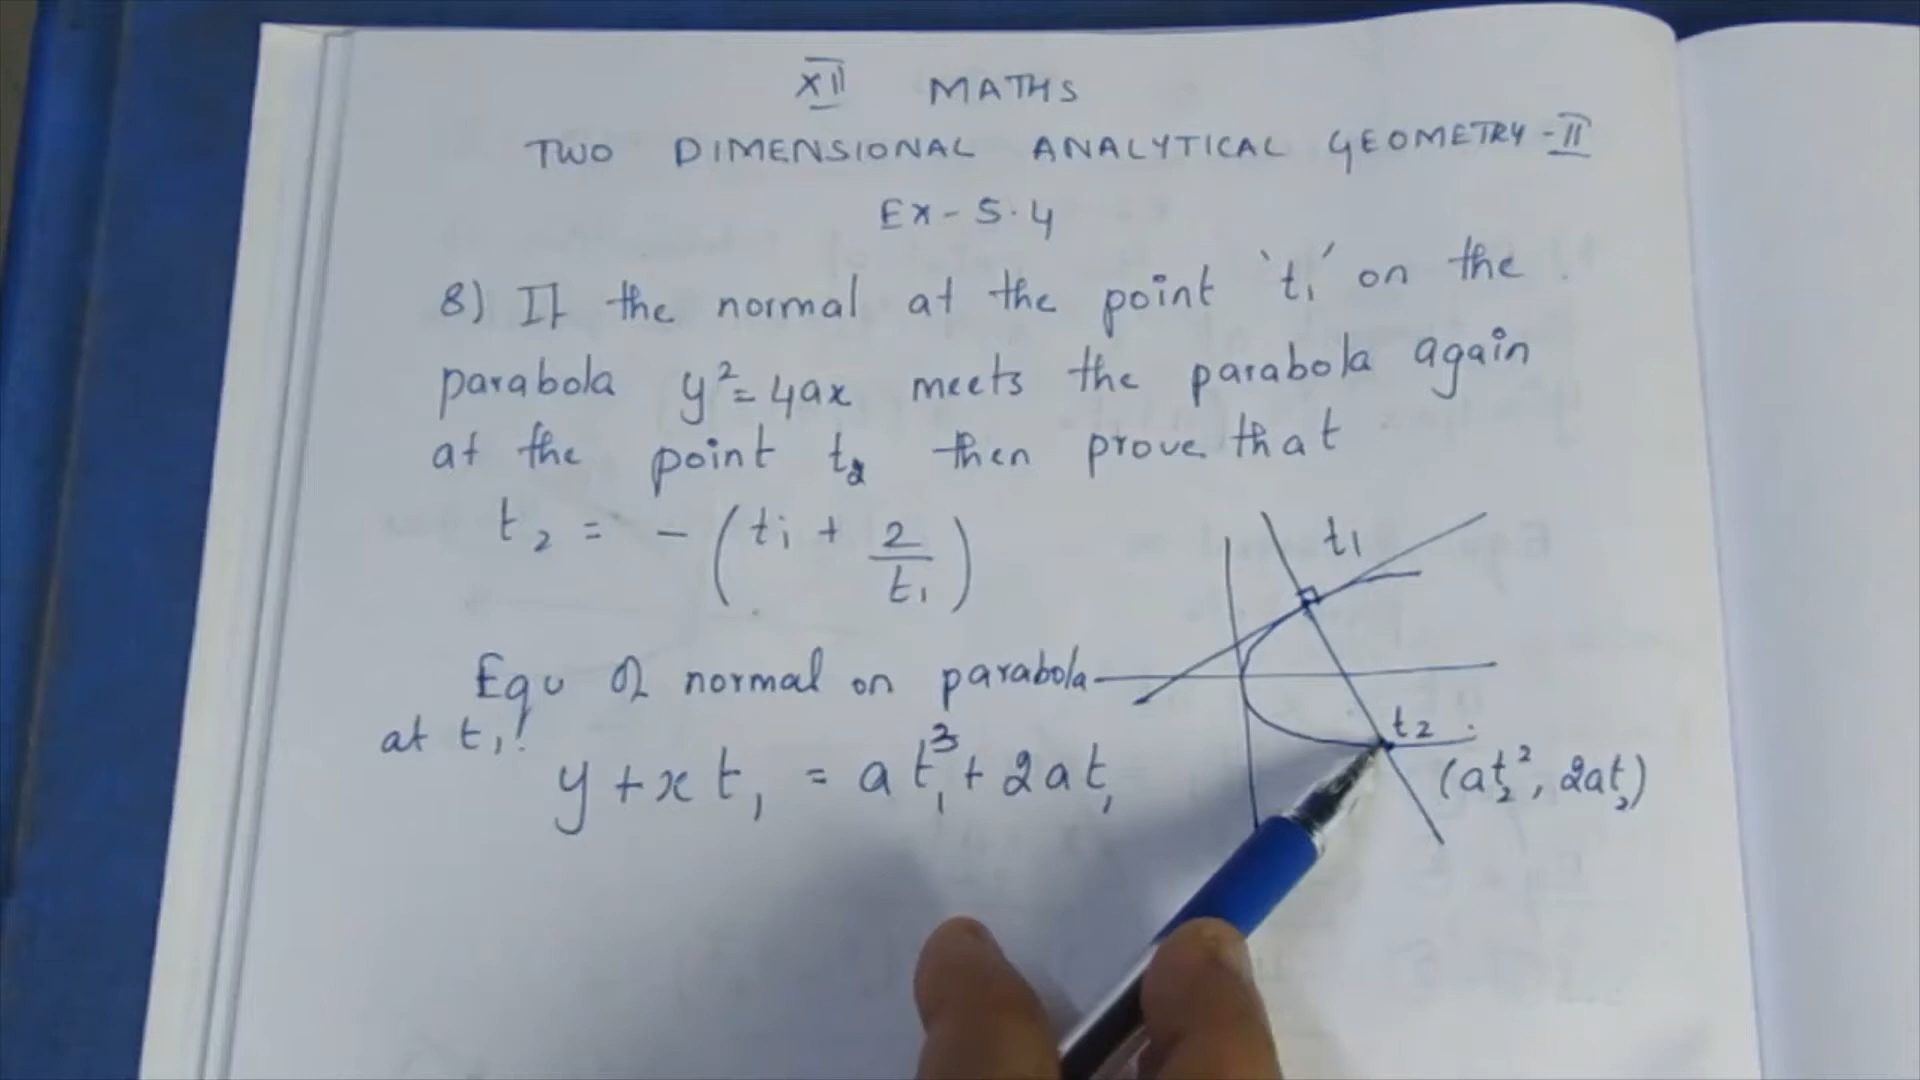 XII MATHS
TWO DIMENSIONAL ANALYTICAL GEOMETRY - II
Ex - 5.4
8) If the normal at the point 't₁' on the
parabola y² = 4ax meets the parabola again
at the point t₂ then prove that
t₂ = - (t₁ + 2/t₁)
t₁
Equ of normal on parabola
at t₁!
t₂
y + xt₁ = at₁³ + 2at₁
(at₂², 2at₂)